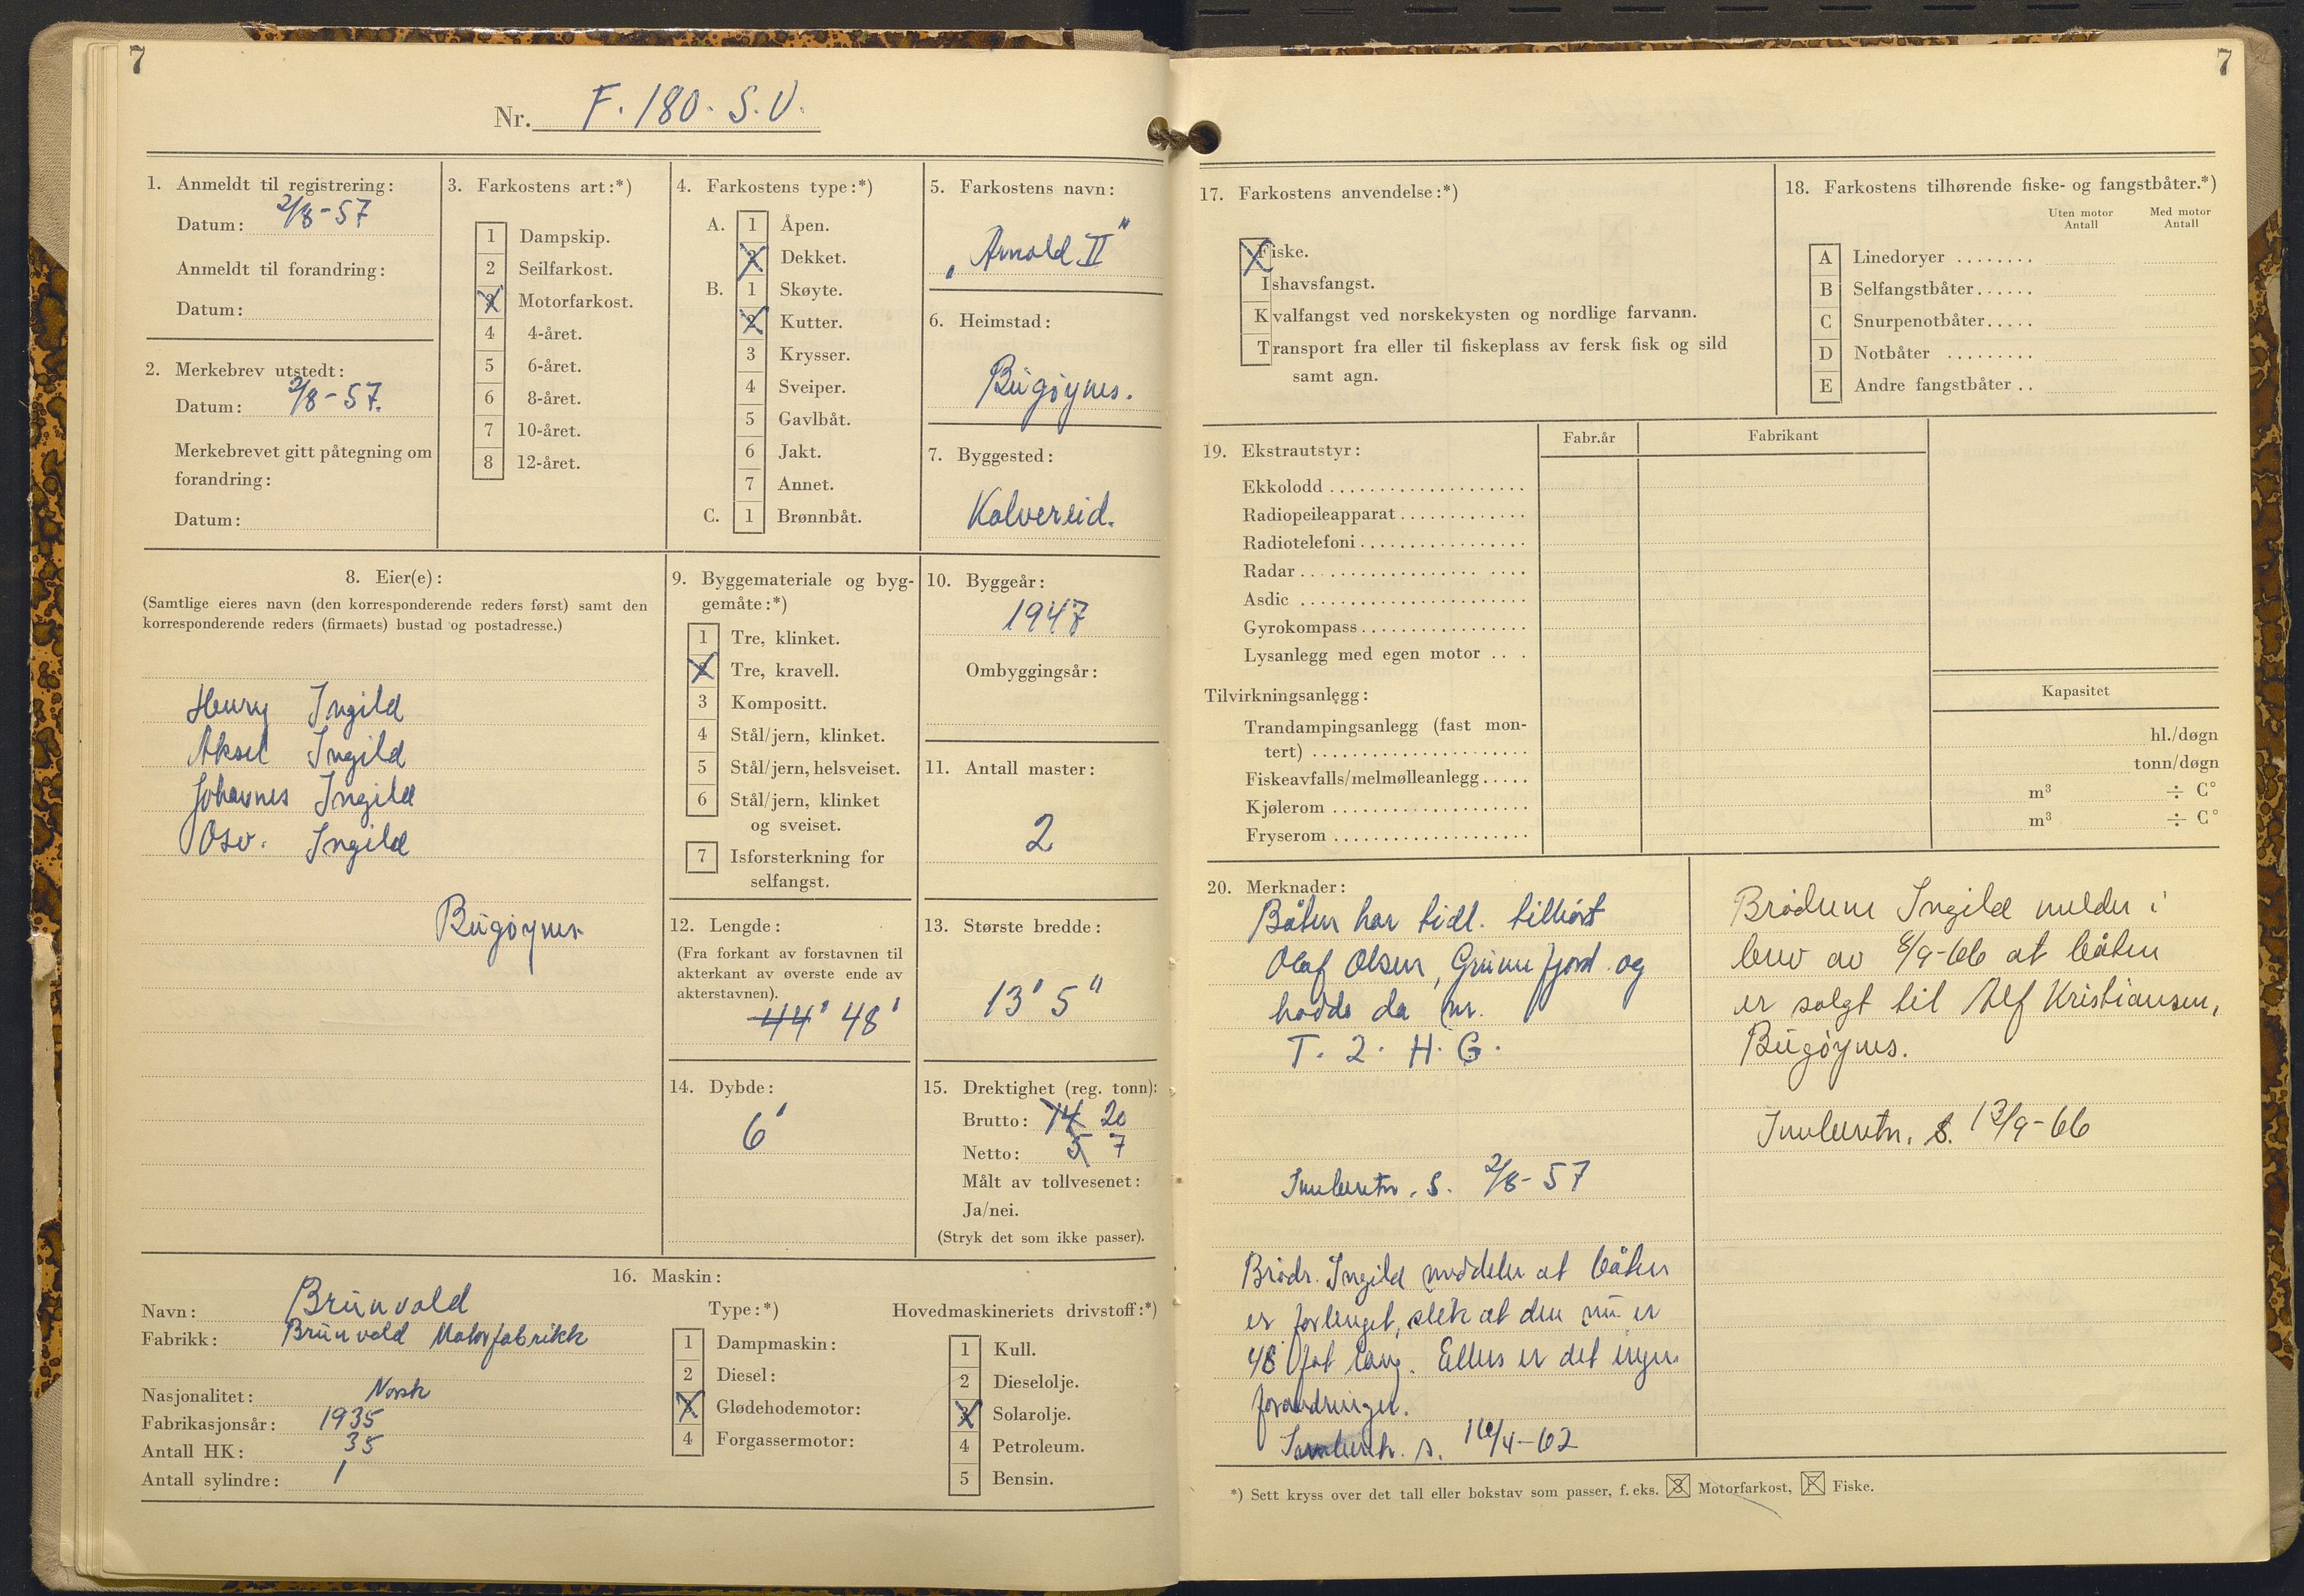 7
Nr. F. 180. S.V.
1. Anmeldt til registrering:
Datum: 2/8-57
Anmeldt til forandring:
Datum:
2. Merkebrev utstedt:
Datum: 2/8-57.
Merkebrevet gitt påtegning om
forandring:
Datum:
3. Farkostens art:*)
1 Dampskip.
2 Seilfarkost.
3 Motorfarkost.
4 4-året.
5 6-året.
6 8-året.
7 10-året.
8 12-året.
4. Farkostens type:*)
A. 1 Åpen.
2 Dekket.
B. 1 Skøyte.
2 Kutter.
3 Krysser.
4 Sveiper.
5 Gavlbåt.
6 Jakt.
7 Annet.
C. 1 Brønnbåt.
5. Farkostens navn:
„Arnold II"
6. Heimstad:
Bugøynes.
7. Byggested:
Kolvereid.
8. Eier(e):
(Samtlige eieres navn (den korresponderende reders først) samt den
korresponderende reders (firmaets) bustad og postadresse.)
Henry Ingild
Aksel Ingild
Johannes Ingild
Osv. Ingild
Bugøynes
9. Byggemateriale og byg-
gemåte:*)
1 Tre, klinket.
2 Tre, kravell.
3 Kompositt.
4 Stål/jern, klinket.
5 Stål/jern, helsveiset.
6 Stål/jern, klinket
og sveiset.
7 Isforsterkning for
selfangst.
10. Byggeår:
1947
Ombyggingsår:
11. Antall master:
2
12. Lengde:
(Fra forkant av forstavnen til
akterkant av øverste ende av
akterstavnen).
44' 48'
13. Største bredde:
13' 5"
14. Dybde:
6'
15. Drektighet (reg. tonn):
Brutto: 14 20
Netto: 5 7
Målt av tollvesenet:
Ja/nei.
(Stryk det som ikke passer).
16. Maskin:
Navn: Brunvold
Fabrikk: Brunvold Motorfabrikk
Nasjonalitet: Norsk
Fabrikasjonsår: 1935
Antall HK: 35
Antall sylindre: 1
Type:*)
1 Dampmaskin:
2 Diesel:
3 Glødehodemotor:
4 Forgassermotor:
Hovedmaskineriets drivstoff:*)
1 Kull.
2 Dieselolje.
3 Solarolje.
4 Petroleum.
5 Bensin.
7
17. Farkostens anvendelse:*)
Fiske.
Ishavsfangst.
Kvalfangst ved norskekysten og nordlige farvann.
Transport fra eller til fiskeplass av fersk fisk og sild
samt agn.
18. Farkostens tilhørende fiske- og fangstbåter.*)
Uten motor Med motor
Antall Antall
A Linedoryer ........
B Selfangstbåter......
C Snurpenotbåter.....
D Notbåter .........
E Andre fangstbåter ..
19. Ekstrautstyr:
Fabr.år Fabrikant
Ekkolodd ....................
Radiopeileapparat .............
Radiotelefoni .................
Radar .................. ....
Asdic .......................
Gyrokompass .................
Lysanlegg med egen motor ...
Tilvirkningsanlegg:
Kapasitet
Trandampingsanlegg (fast mon-
tert) ...................... hl./døgn
Fiskeavfalls/melmølleanlegg ..... tonn/døgn
Kjølerom .................... m³ ÷ C°
Fryserom .................... m³ ÷ C°
20. Merknader:
Båten har tidl. tilhørt
Olaf Olsen, Grunnfjord og
hadde da nr.
T. 2. H. G.
2/8-57
Brødr. Ingild meddeler at båten
er forlenget, slik at den nu er
48 fot lang. Ellers er det ingen
forandringer.
16/4-62
Brødrene Ingild melder i
brev av 8/9-66 at båten
er solgt til Alf Kristiansen,
Bugøynes.
13/9-66
*) Sett kryss over det tall eller bokstav som passer, f. eks. 3 Motorfarkost, F Fiske.